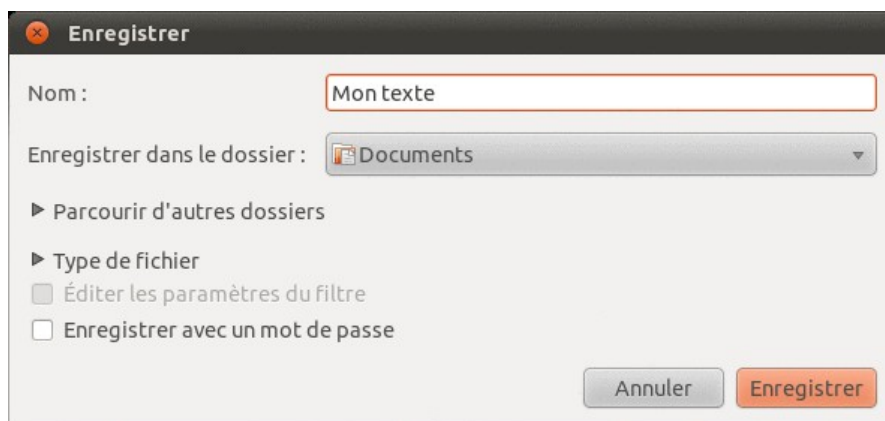 Enregistrer
Nom : Mon texte
Enregistrer dans le dossier : Documents
Parcourir d'autres dossiers
Type de fichier
Éditer les paramètres du filtre
Enregistrer avec un mot de passe
Annuler Enregistrer